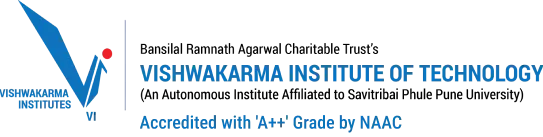 VISHWAKARMA
INSTITUTES
VI
Bansilal Ramnath Agarwal Charitable Trust's
VISHWAKARMA INSTITUTE OF TECHNOLOGY
(An Autonomous Institute Affiliated to Savitribai Phule Pune University)
Accredited with 'A++' Grade by NAAC